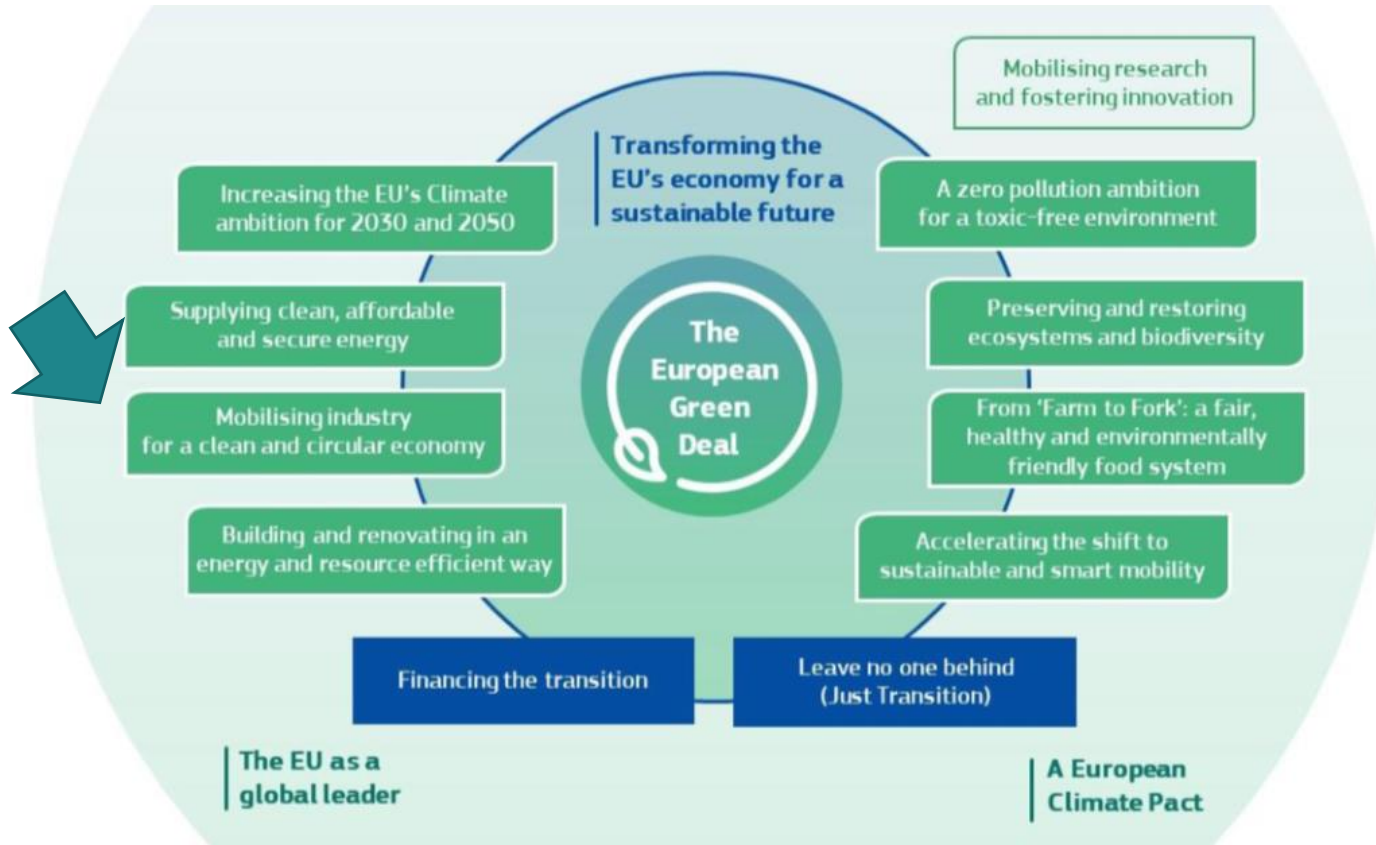 Mobilising research
and fostering innovation
Transforming the
EU's economy for a
sustainable future
Increasing the EU's Climate
ambition for 2030 and 2050
A zero pollution ambition
for a toxic-free environment
Supplying clean, affordable
and secure energy
Preserving and restoring
ecosystems and biodiversity
The
European
Green
Deal
Mobilising industry
for a clean and circular economy
From 'Farm to Fork': a fair,
healthy and environmentally
friendly food system
Building and renovating in an
energy and resource efficient way
Accelerating the shift to
sustainable and smart mobility
Financing the transition
Leave no one behind
(Just Transition)
The EU as a
global leader
A European
Climate Pact